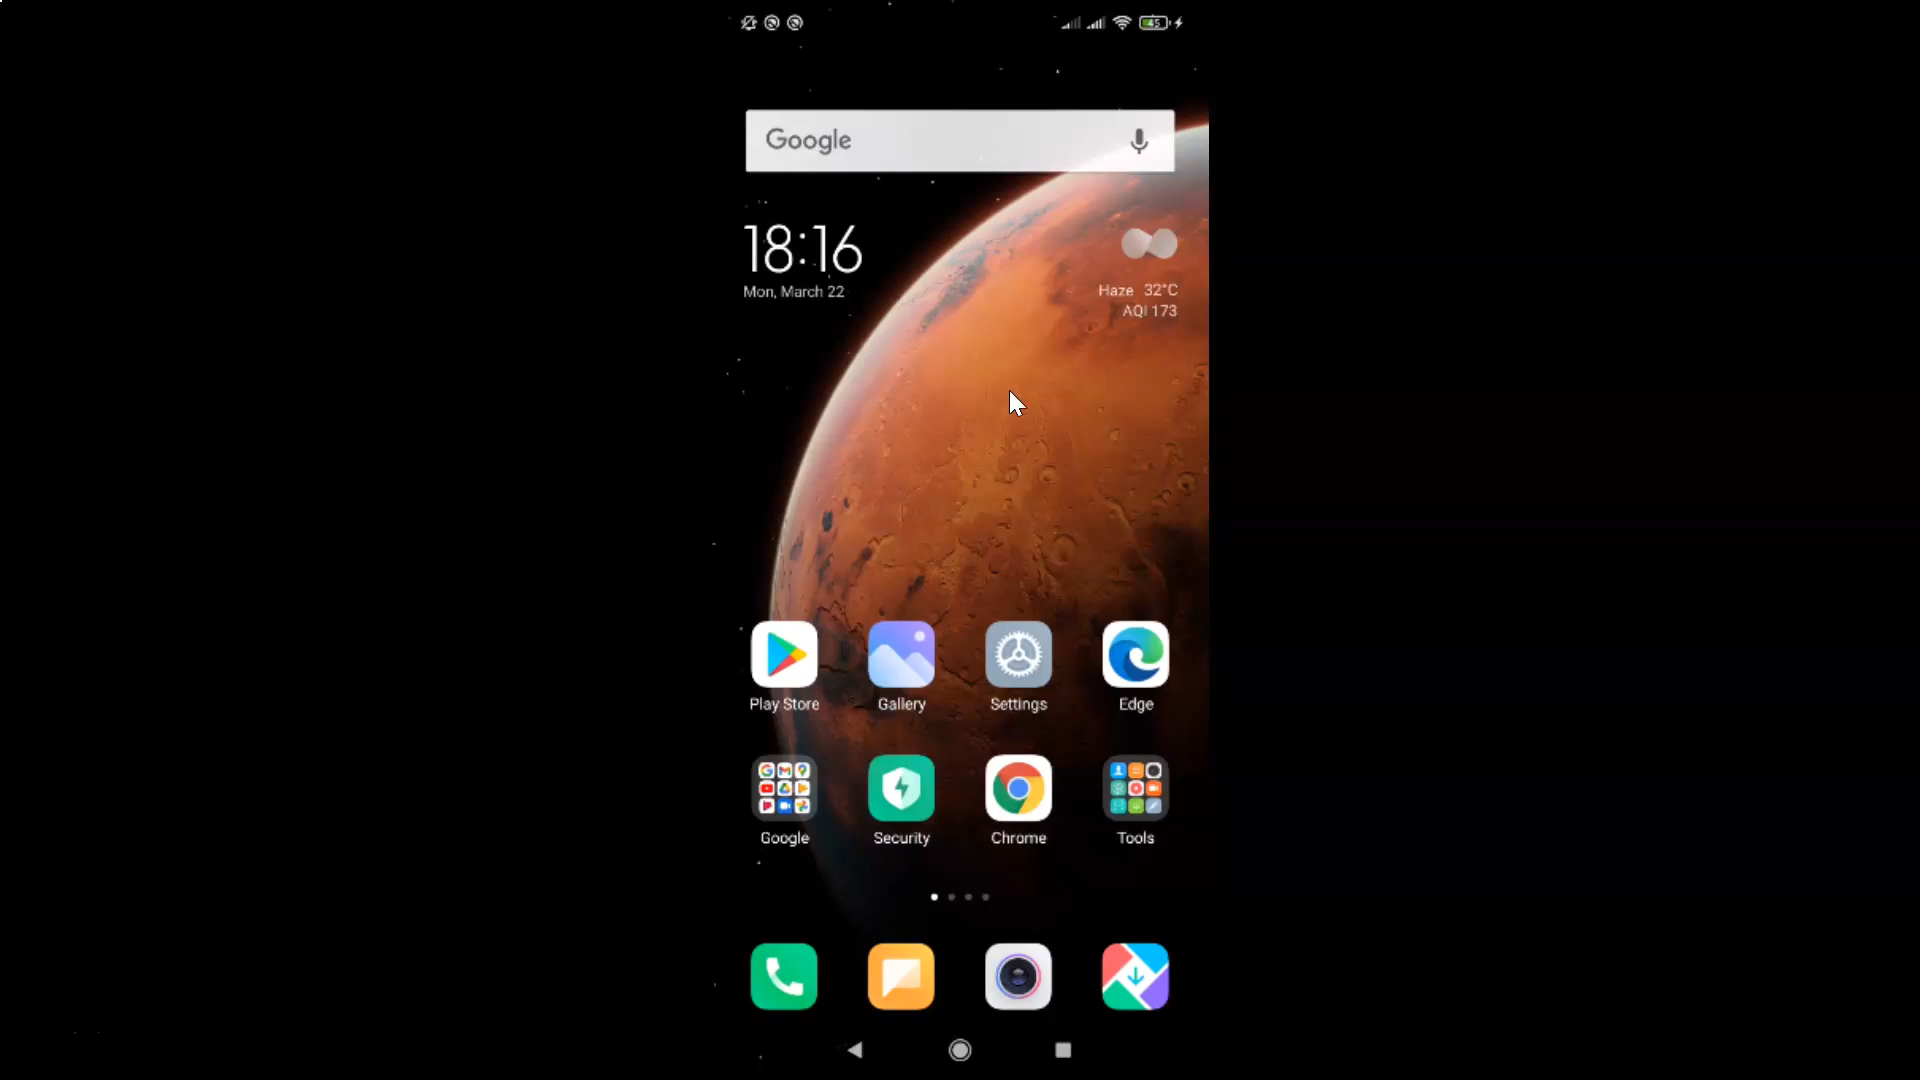 45
Google
18:16
Mon, March 22
Haze 32°C
AQI 173
Play Store
Gallery
Settings
Edge
Google
Security
Chrome
Tools